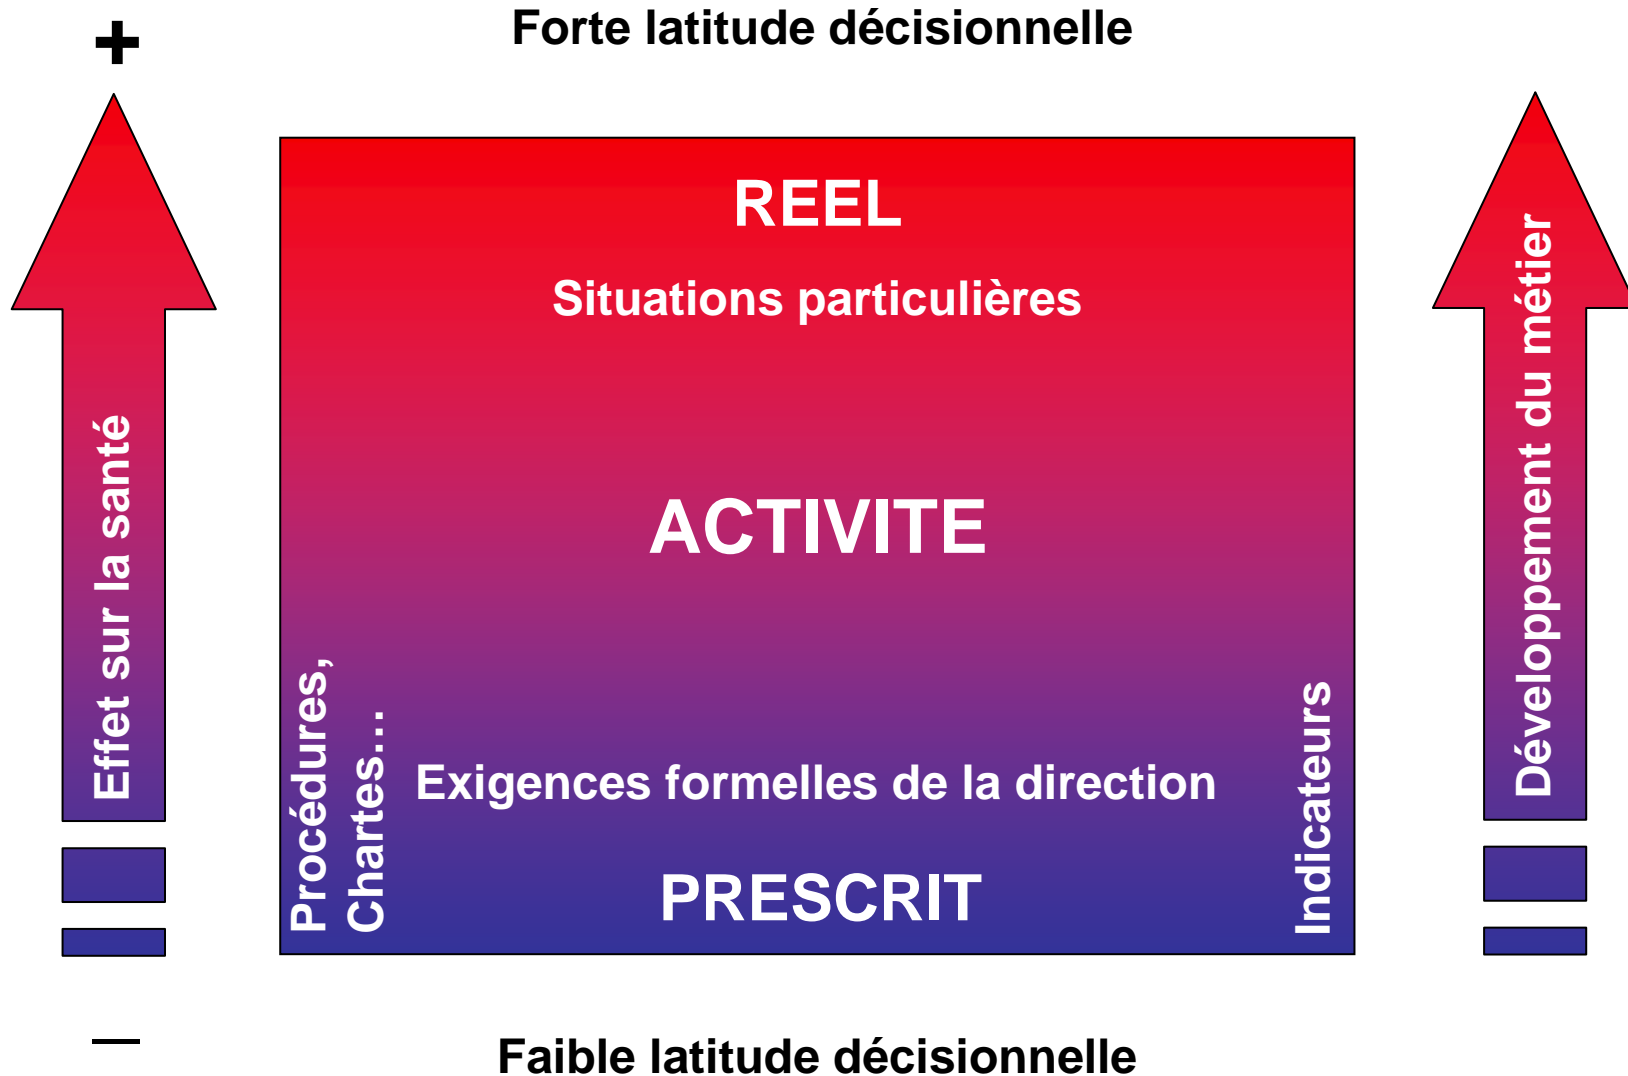 +
Forte latitude décisionnelle
REEL
Situations particulières
ACTIVITE
Effet sur la santé
Procédures,
Chartes...
Exigences formelles de la direction
PRESCRIT
Indicateurs
Développement du métier
–
Faible latitude décisionnelle